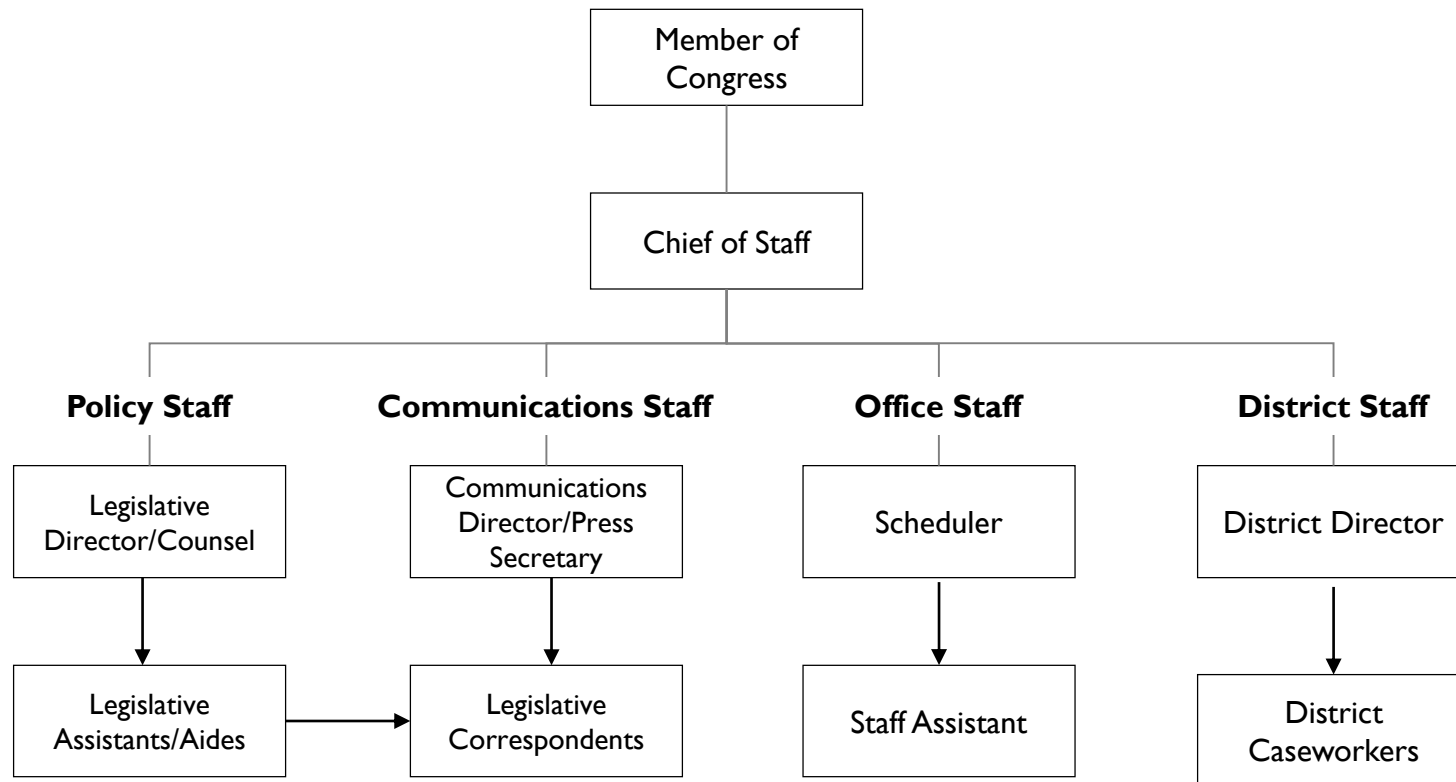 Member of
Congress
Chief of Staff
Policy Staff
Communications Staff
Office Staff
District Staff
Legislative
Director/Counsel
Communications
Director/Press
Secretary
Scheduler
District Director
Legislative
Assistants/Aides
Legislative
Correspondents
Staff Assistant
District
Caseworkers